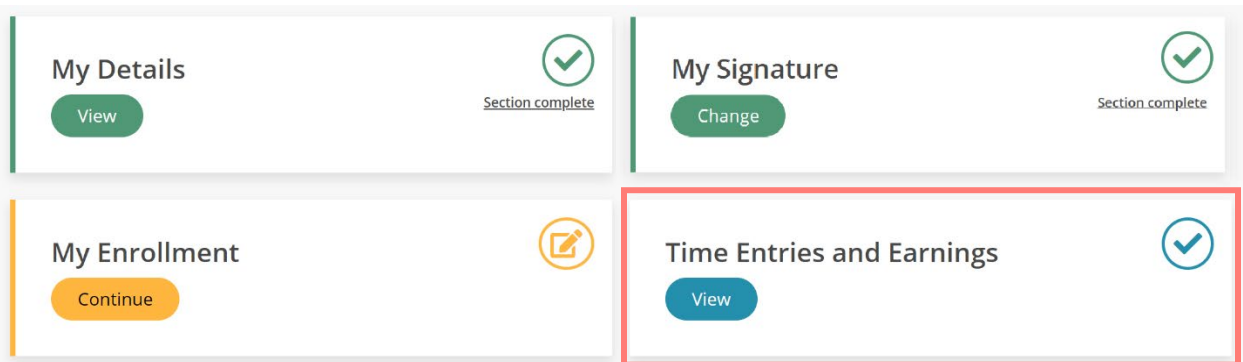 My Details
View
Section complete
My Signature
Change
Section complete
My Enrollment
Continue
Time Entries and Earnings
View